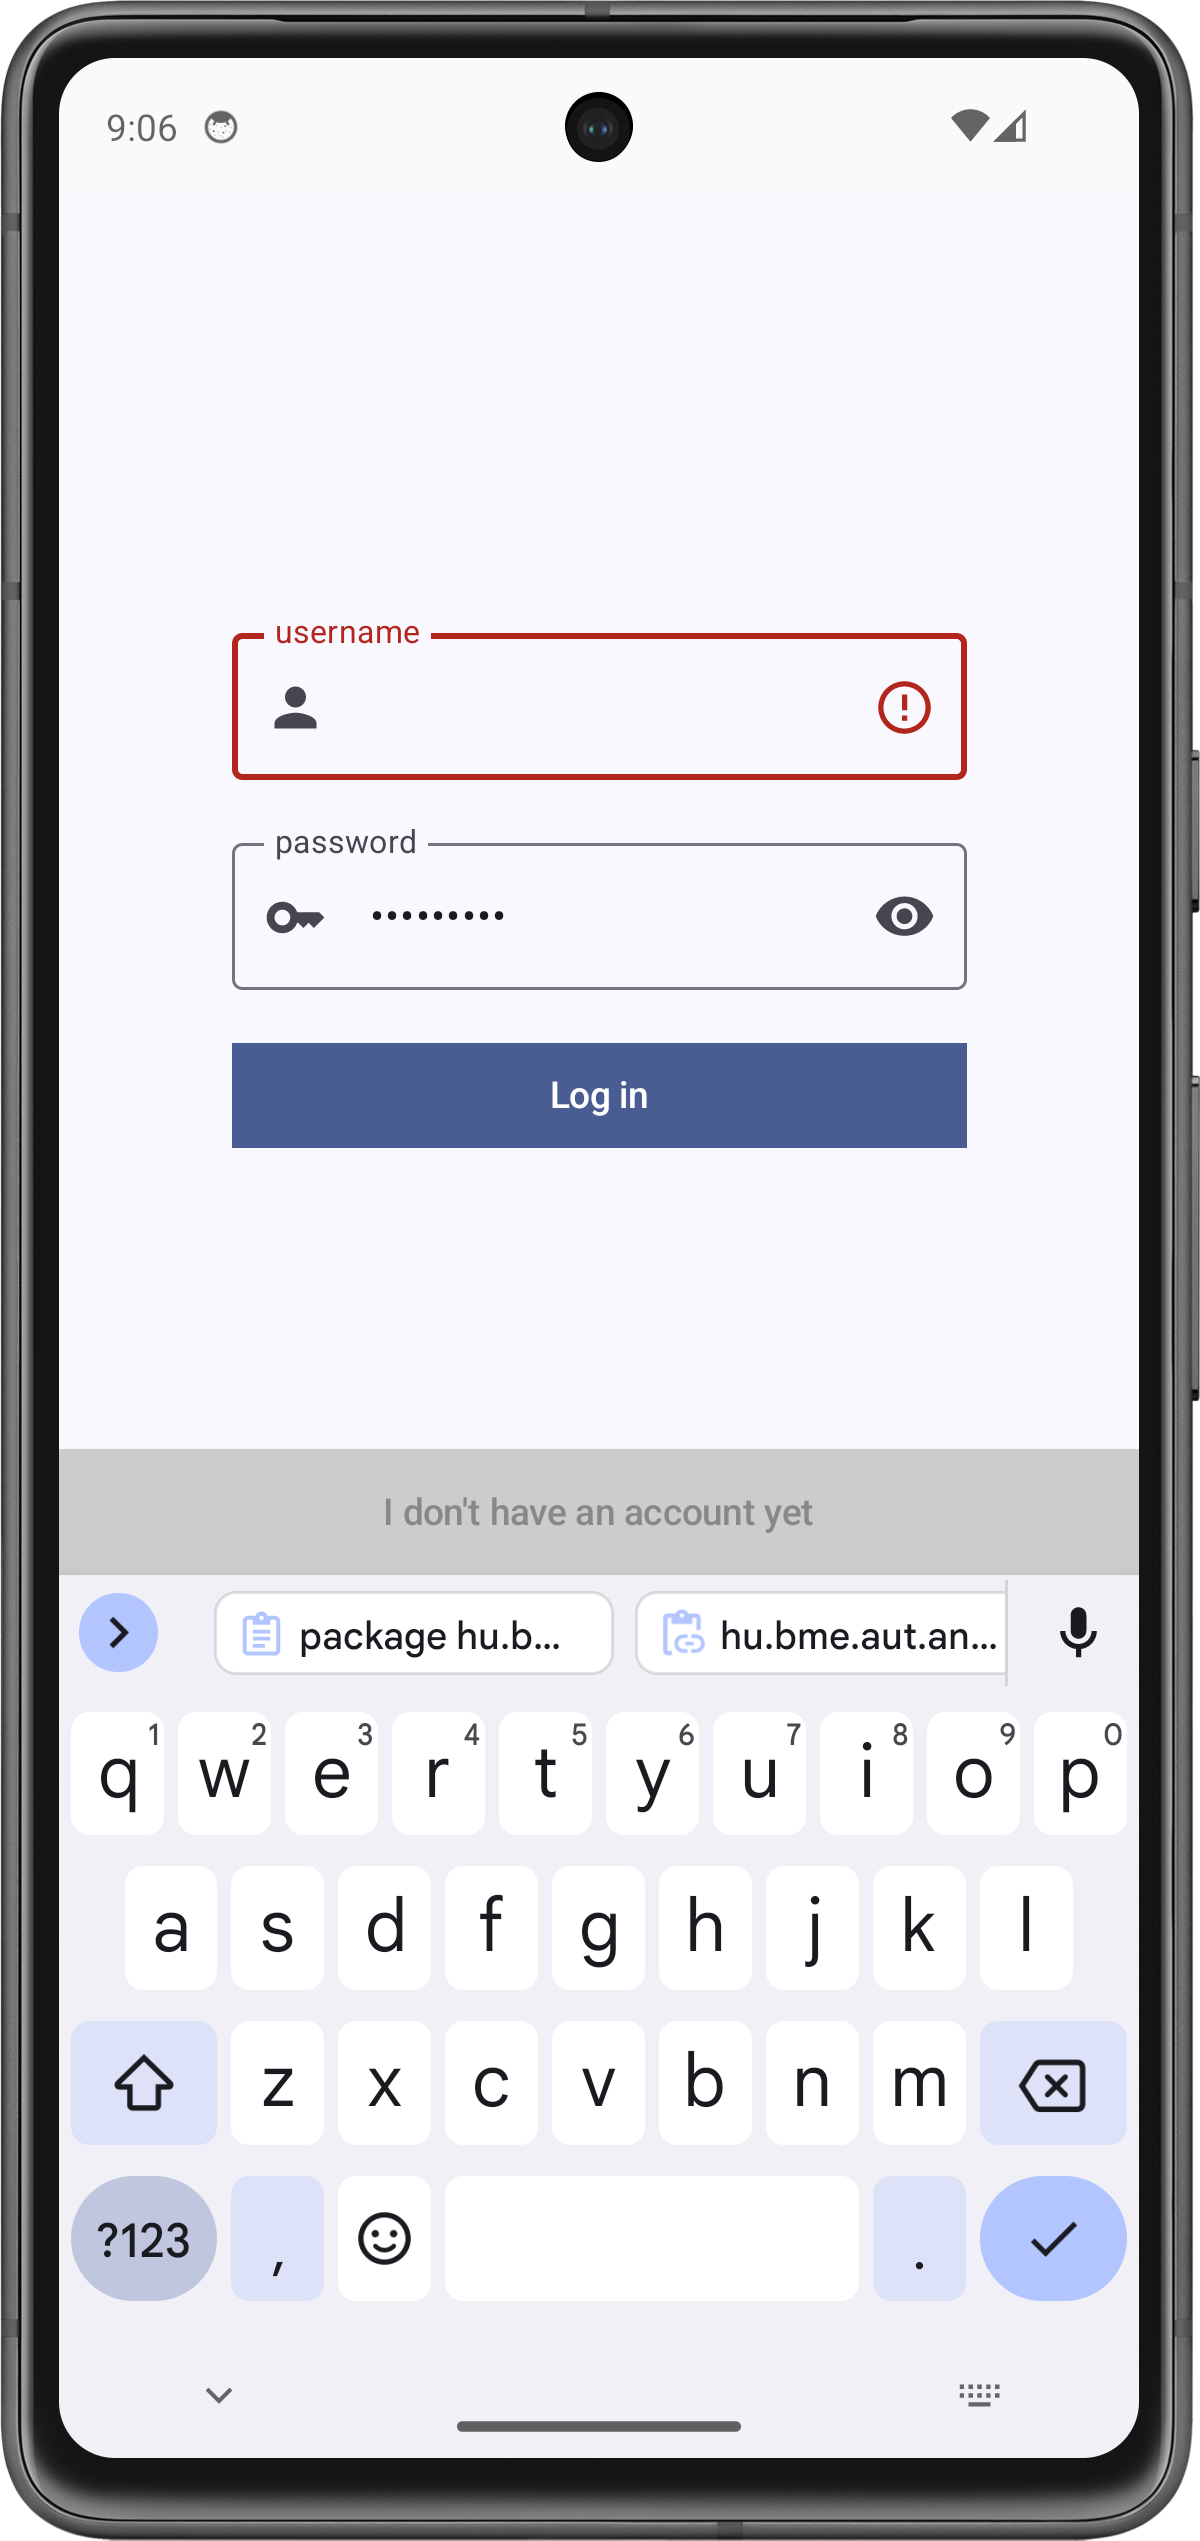 9:06
username
password
•••••••••
Log in
I don't have an account yet
package hu.b...
hu.bme.aut.an...
1 2 3 4 5 6 7 8 9 0
q w e r t y u i o p
a s d f g h j k l
z x c v b n m
?123 , .